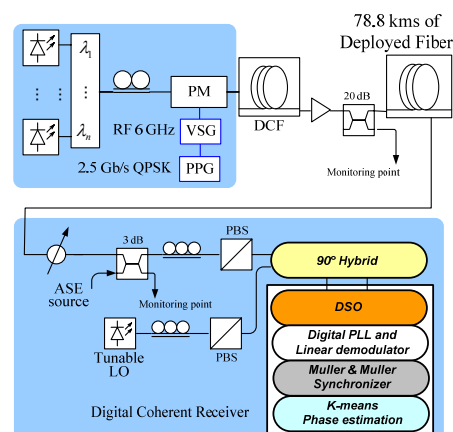 78.8 kms of
Deployed Fiber
λ1
λn
PM
RF 6 GHz
VSG
2.5 Gb/s QPSK
PPG
DCF
20 dB
Monitoring point
3 dB
PBS
90º Hybrid
ASE
source
Monitoring point
DSO
Tunable
LO
PBS
Digital PLL and
Linear demodulator
Muller & Muller
Synchronizer
K-means
Phase estimation
Digital Coherent Receiver